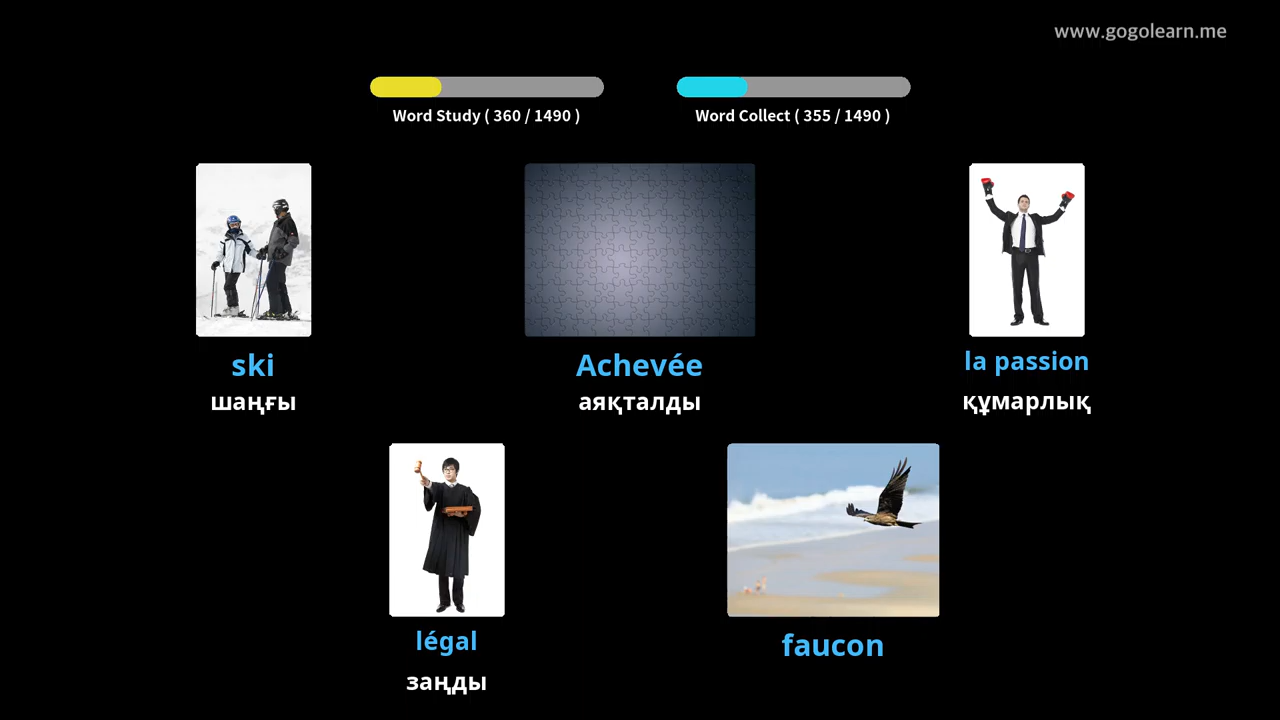 www.gogolearn.me
Word Study ( 360 / 1490 )
Word Collect ( 355 / 1490 )
ski
шаңғы
Achevée
аяқталды
la passion
құмарлық
légal
заңды
faucon